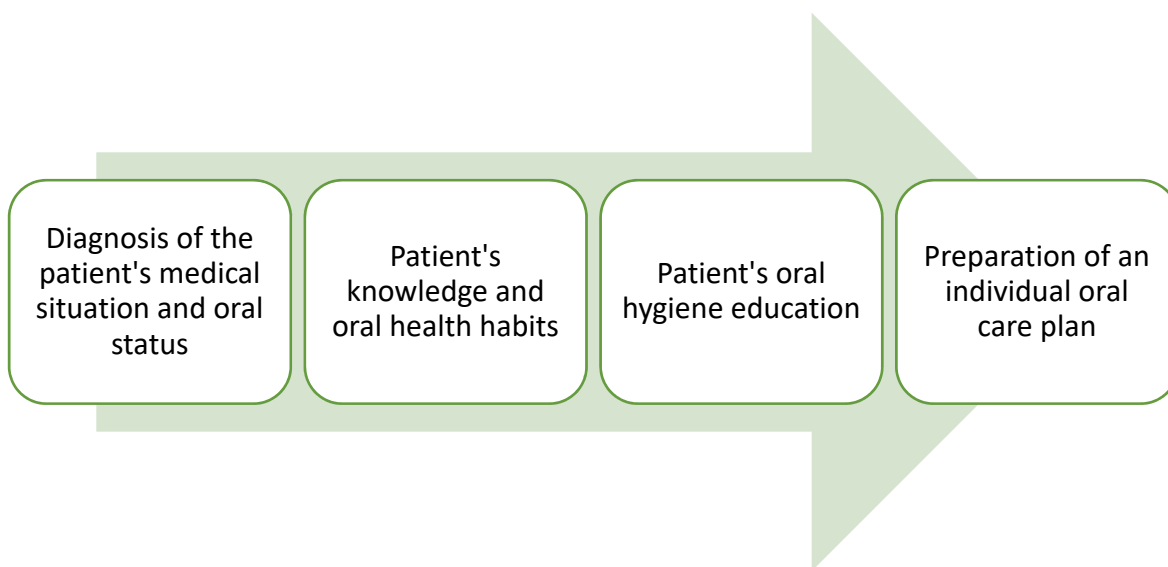 Diagnosis of the
patient's medical
situation and oral
status
Patient's
knowledge and
oral health habits
Patient's oral
hygiene education
Preparation of an
individual oral
care plan